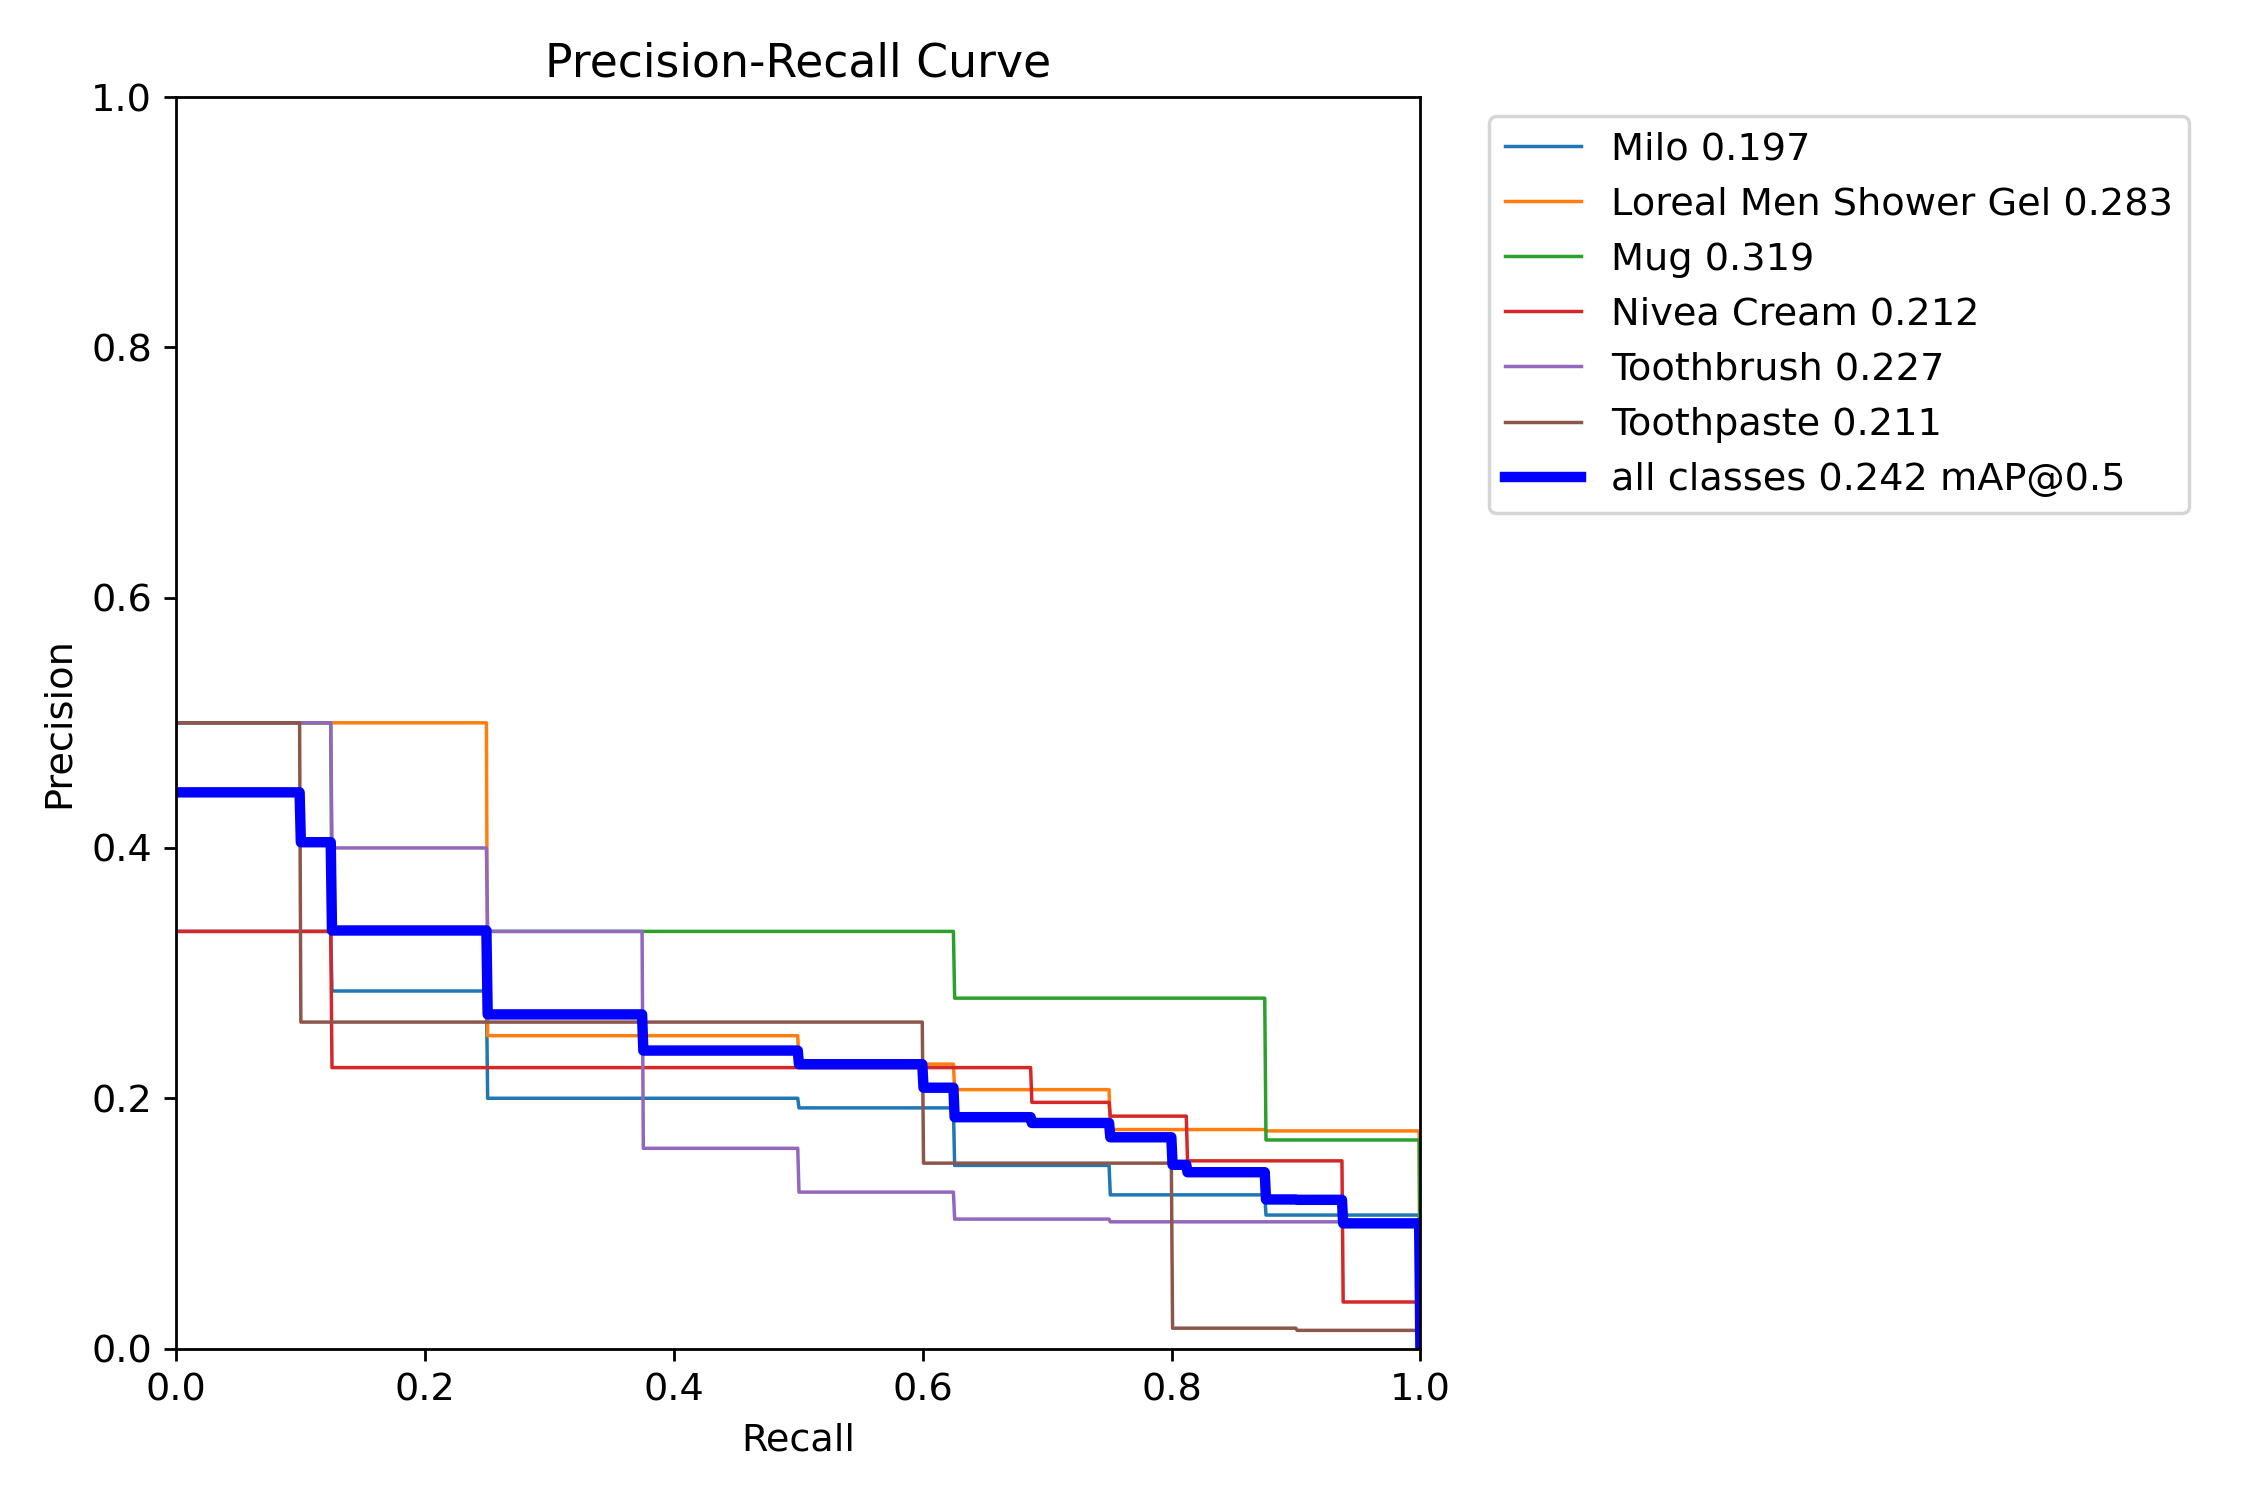 Precision-Recall Curve
1.0
0.8
0.6
0.4
0.2
0.0
Precision
0.0 0.2 0.4 0.6 0.8 1.0
Recall
Milo 0.197
Loreal Men Shower Gel 0.283
Mug 0.319
Nivea Cream 0.212
Toothbrush 0.227
Toothpaste 0.211
all classes 0.242 mAP@0.5